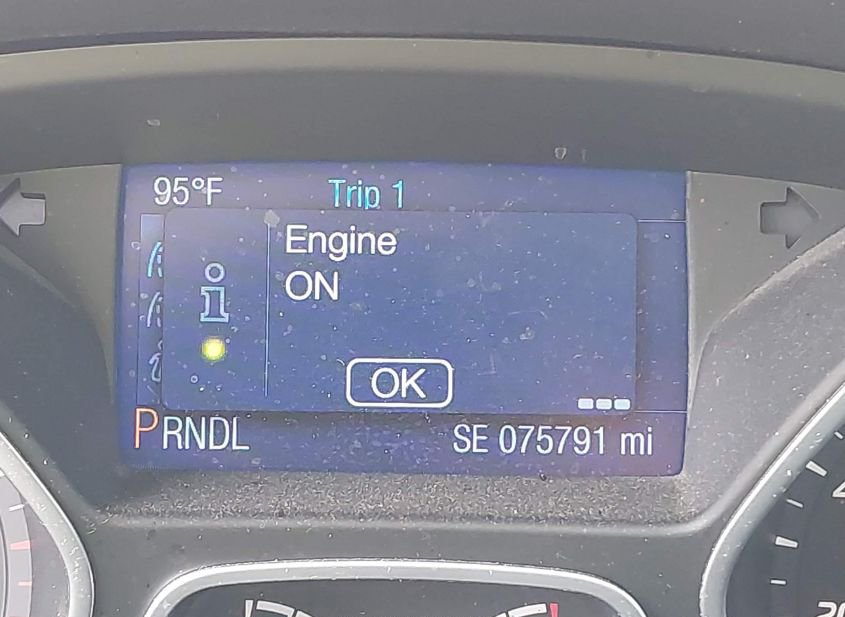 95°F Trip 1
Engine
ON
OK
PRNDL SE 075791 mi